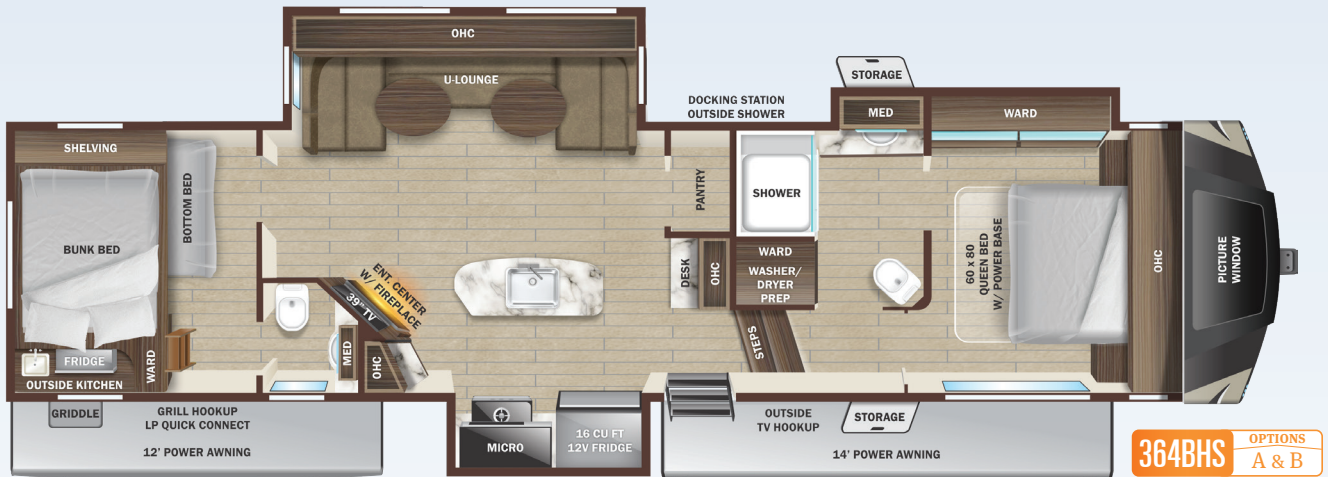 OHC
U-LOUNGE
STORAGE
DOCKING STATION
OUTSIDE SHOWER
MED
WARD
SHELVING
BOTTOM BED
BUNK BED
PANTRY
SHOWER
WARD
WASHER/
DRYER
PREP
DESK
OHC
60 x 80
QUEEN BED
W/ POWER BASE
OHC
PICTURE
WINDOW
ENT. CENTER
W/ FIREPLACE
39" TV
MED
OHC
STEPS
FRIDGE
WARD
OUTSIDE KITCHEN
GRIDDLE
GRILL HOOKUP
LP QUICK CONNECT
12' POWER AWNING
MICRO
16 CU FT
12V FRIDGE
OUTSIDE
TV HOOKUP
STORAGE
14' POWER AWNING
364BHS
OPTIONS
A & B